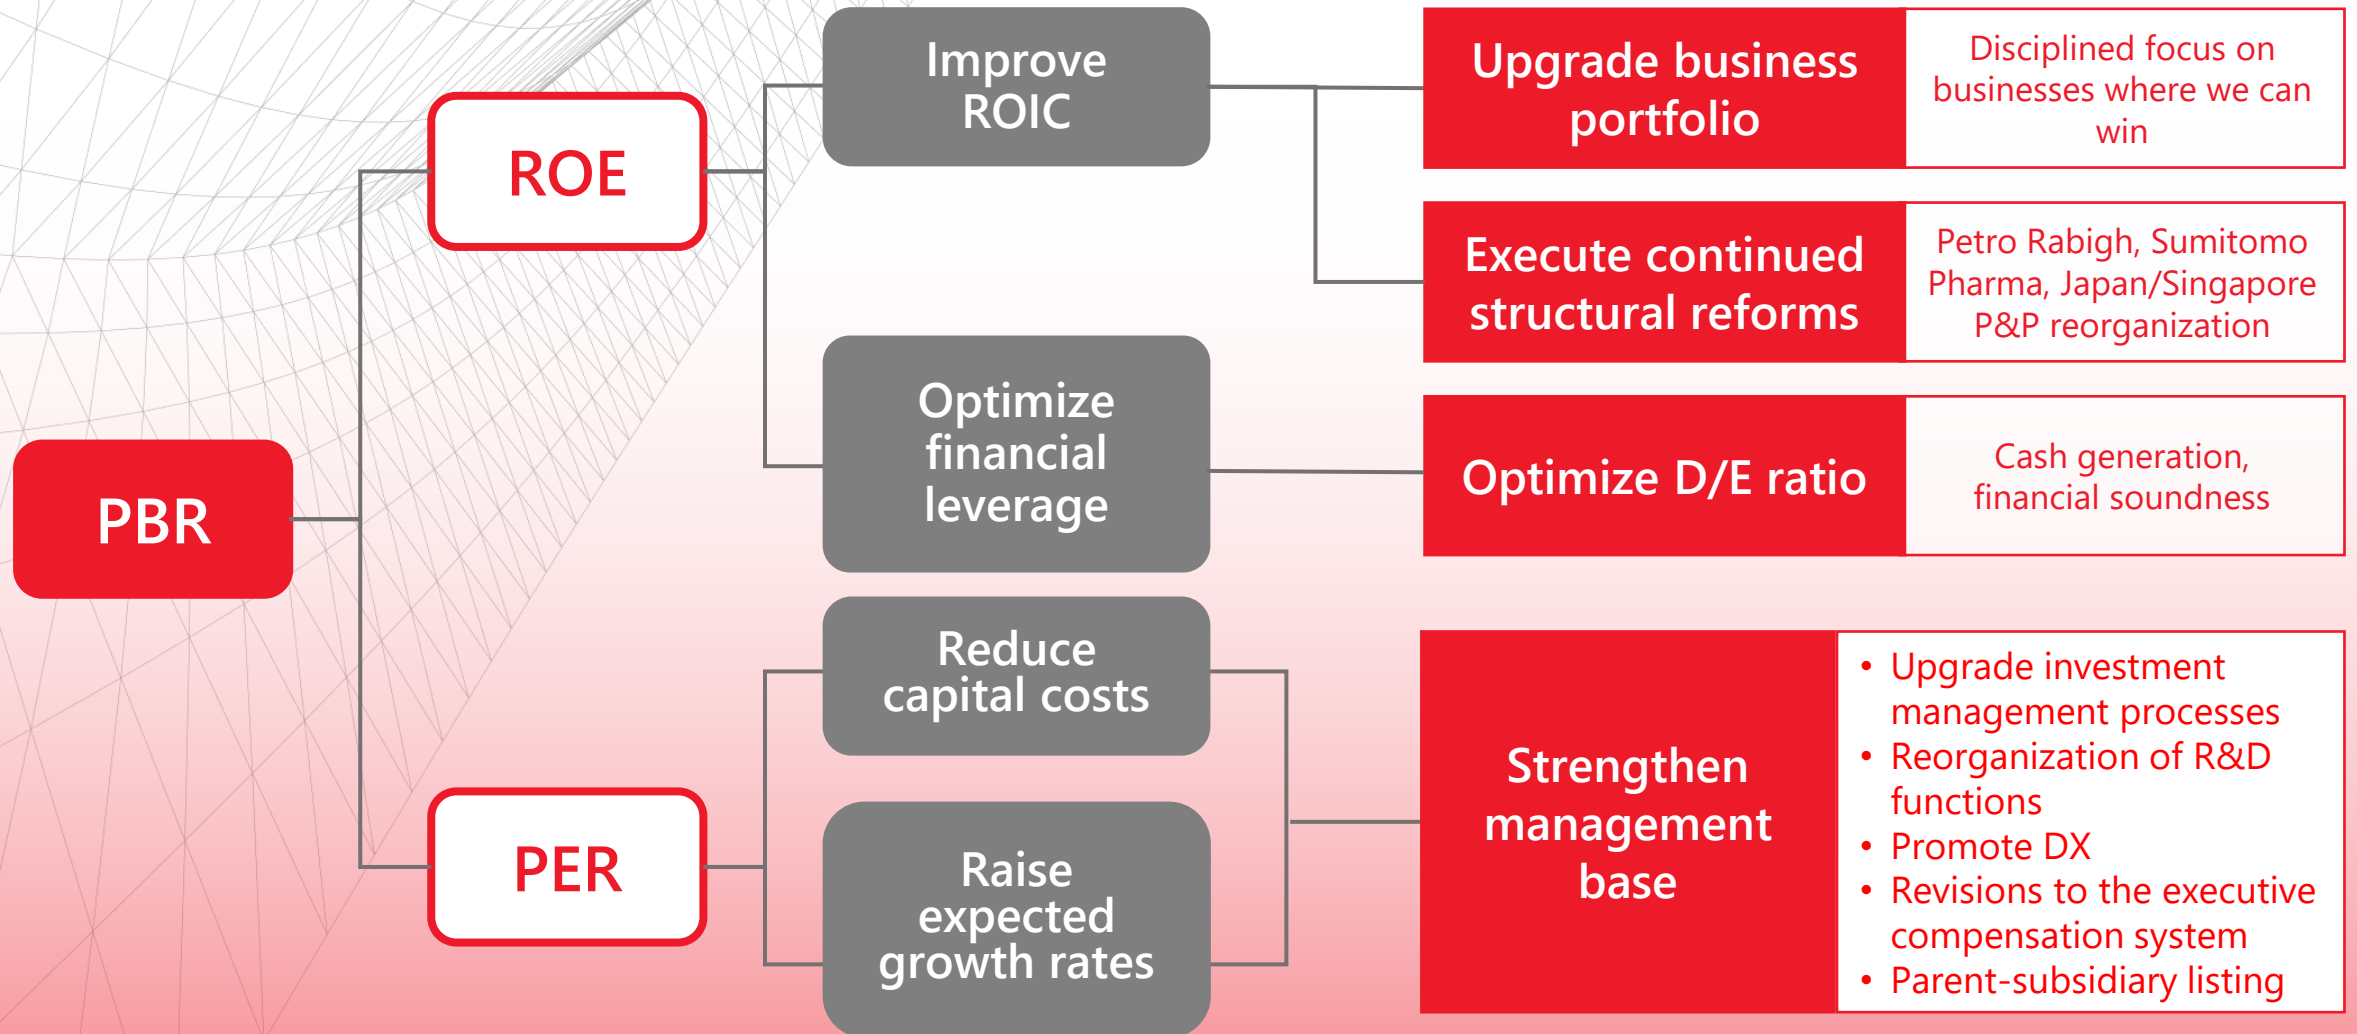 PBR
ROE
PER
Improve
ROIC
Optimize
financial
leverage
Reduce
capital costs
Raise
expected
growth rates
Upgrade business
portfolio
Disciplined focus on
businesses where we can
win
Execute continued
structural reforms
Petro Rabigh, Sumitomo
Pharma, Japan/Singapore
P&P reorganization
Optimize D/E ratio
Cash generation,
financial soundness
Strengthen
management
base
• Upgrade investment
management processes
• Reorganization of R&D
functions
• Promote DX
• Revisions to the executive
compensation system
• Parent-subsidiary listing